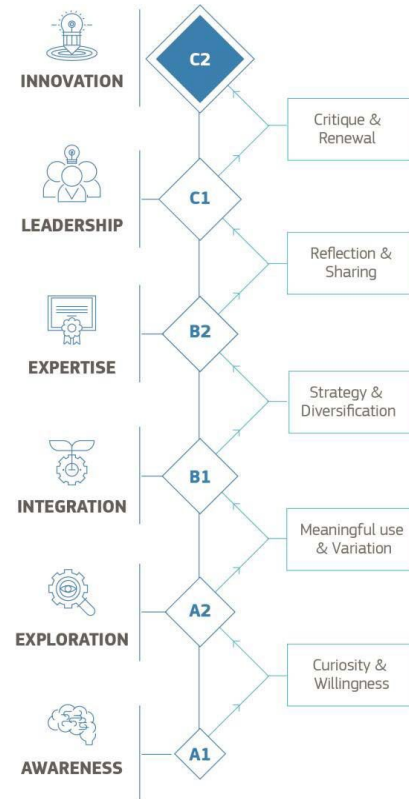 C2
INNOVATION
Critique &
Renewal
C1
LEADERSHIP
Reflection &
Sharing
B2
EXPERTISE
Strategy &
Diversification
B1
INTEGRATION
Meaningful use
& Variation
A2
EXPLORATION
Curiosity &
Willingness
A1
AWARENESS